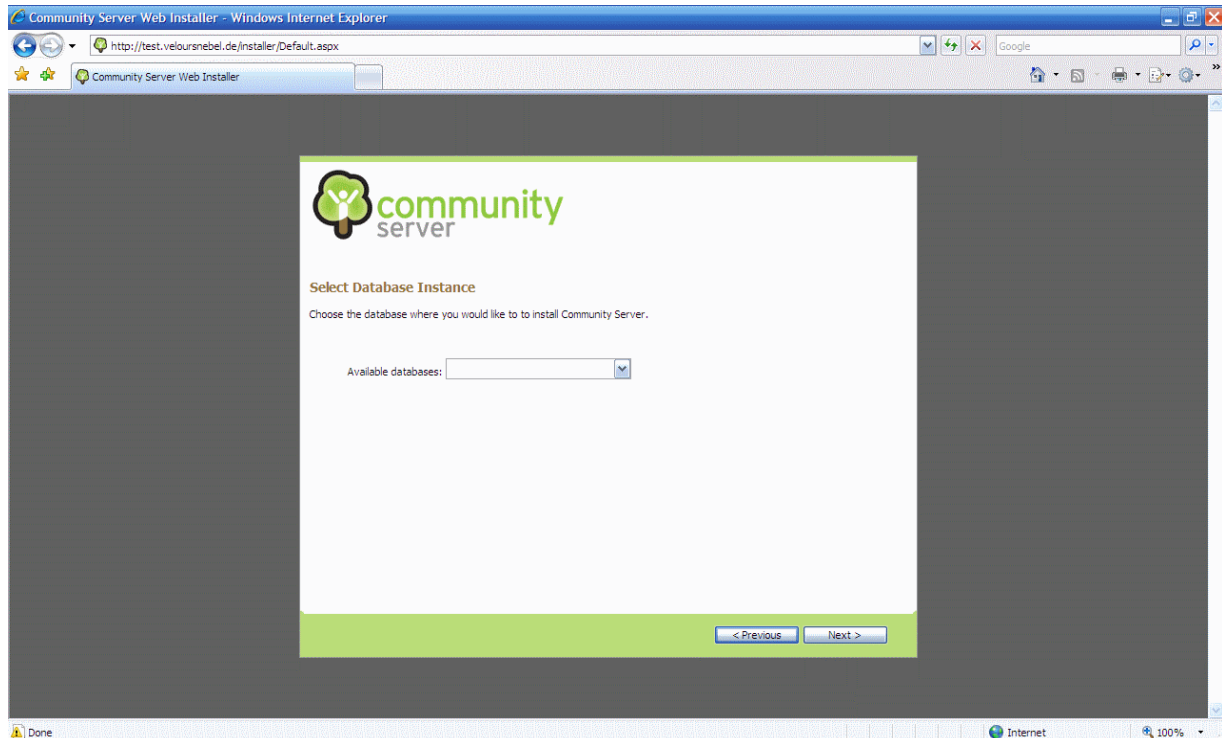 Community Server Web Installer - Windows Internet Explorer
http://test.veloursnebel.de/installer/Default.aspx
Google
Community Server Web Installer
community
server
Select Database Instance
Choose the database where you would like to to install Community Server.
Available databases:
< Previous
Next >
Done
Internet
100%